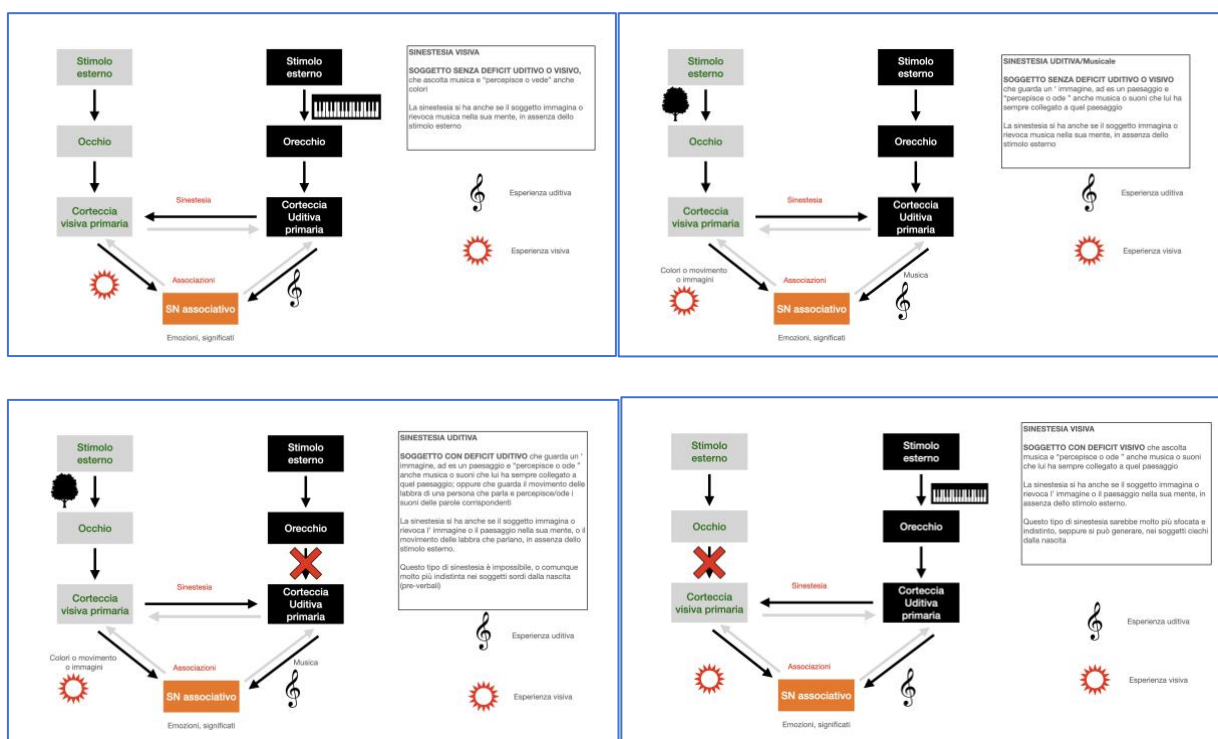 Stimolo
esterno
Stimolo
esterno
Occhio
Orecchio
Corteccia
visiva primaria
Sinestesia
Corteccia
Uditiva
primaria
Associazioni
SN associativo
Emozioni, significati
SINESTESIA VISIVA
SOGGETTO SENZA DEFICIT UDITIVO O VISIVO,
che ascolta musica e "percepisce o vede" anche
colori
La sinestesia si ha anche se il soggetto immagina o
rievoca musica nella sua mente, in assenza dello
stimolo esterno
Esperienza uditiva
Esperienza visiva
Stimolo
esterno
Stimolo
esterno
Occhio
Orecchio
Corteccia
visiva primaria
Sinestesia
Corteccia
Uditiva
primaria
Colori o movimento
o immagini
Associazioni
Musica
SN associativo
Emozioni, significati
SINESTESIA UDITIVA/Musicale
SOGGETTO SENZA DEFICIT UDITIVO O VISIVO
che guarda un ' immagine, ad es un paesaggio e
"percepisce o ode " anche musica o suoni che lui ha
sempre collegato a quel paesaggio
La sinestesia si ha anche se il soggetto immagina o
rievoca musica nella sua mente, in assenza dello
stimolo esterno
Esperienza uditiva
Esperienza visiva
Stimolo
esterno
Stimolo
esterno
Occhio
Orecchio
Corteccia
visiva primaria
Sinestesia
Corteccia
Uditiva
primaria
Colori o movimento
o immagini
Associazioni
Musica
SN associativo
Emozioni, significati
SINESTESIA UDITIVA
SOGGETTO CON DEFICIT UDITIVO che guarda un '
immagine, ad es un paesaggio e "percepisce o ode "
anche musica o suoni che lui ha sempre collegato a
quel paesaggio; oppure che guarda il movimento delle
labbra di una persona che parla e percepisce/ode i
suoni delle parole corrispondenti
La sinestesia si ha anche se il soggetto immagina o
rievoca l' immagine o il paesaggio nella sua mente, o il
movimento delle labbra che parlano, in assenza dello
stimolo esterno.
Questo tipo di sinestesia è impossibile, o comunque
molto più indistinta nei soggetti sordi dalla nascita
(pre-verbali)
Esperienza uditiva
Esperienza visiva
Stimolo
esterno
Stimolo
esterno
Occhio
Orecchio
Corteccia
visiva primaria
Sinestesia
Corteccia
Uditiva
primaria
Associazioni
SN associativo
Emozioni, significati
SINESTESIA VISIVA
SOGGETTO CON DEFICIT VISIVO che ascolta
musica e "percepisce o ode " anche musica o suoni
che lui ha sempre collegato a quel paesaggio
La sinestesia si ha anche se il soggetto immagina o
rievoca l' immagine o il paesaggio nella sua mente, in
assenza dello stimolo esterno.
Questo tipo di sinestesia sarebbe molto più sfocata e
indistinta, seppure si può generare, nei soggetti ciechi
dalla nascita
Esperienza uditiva
Esperienza visiva